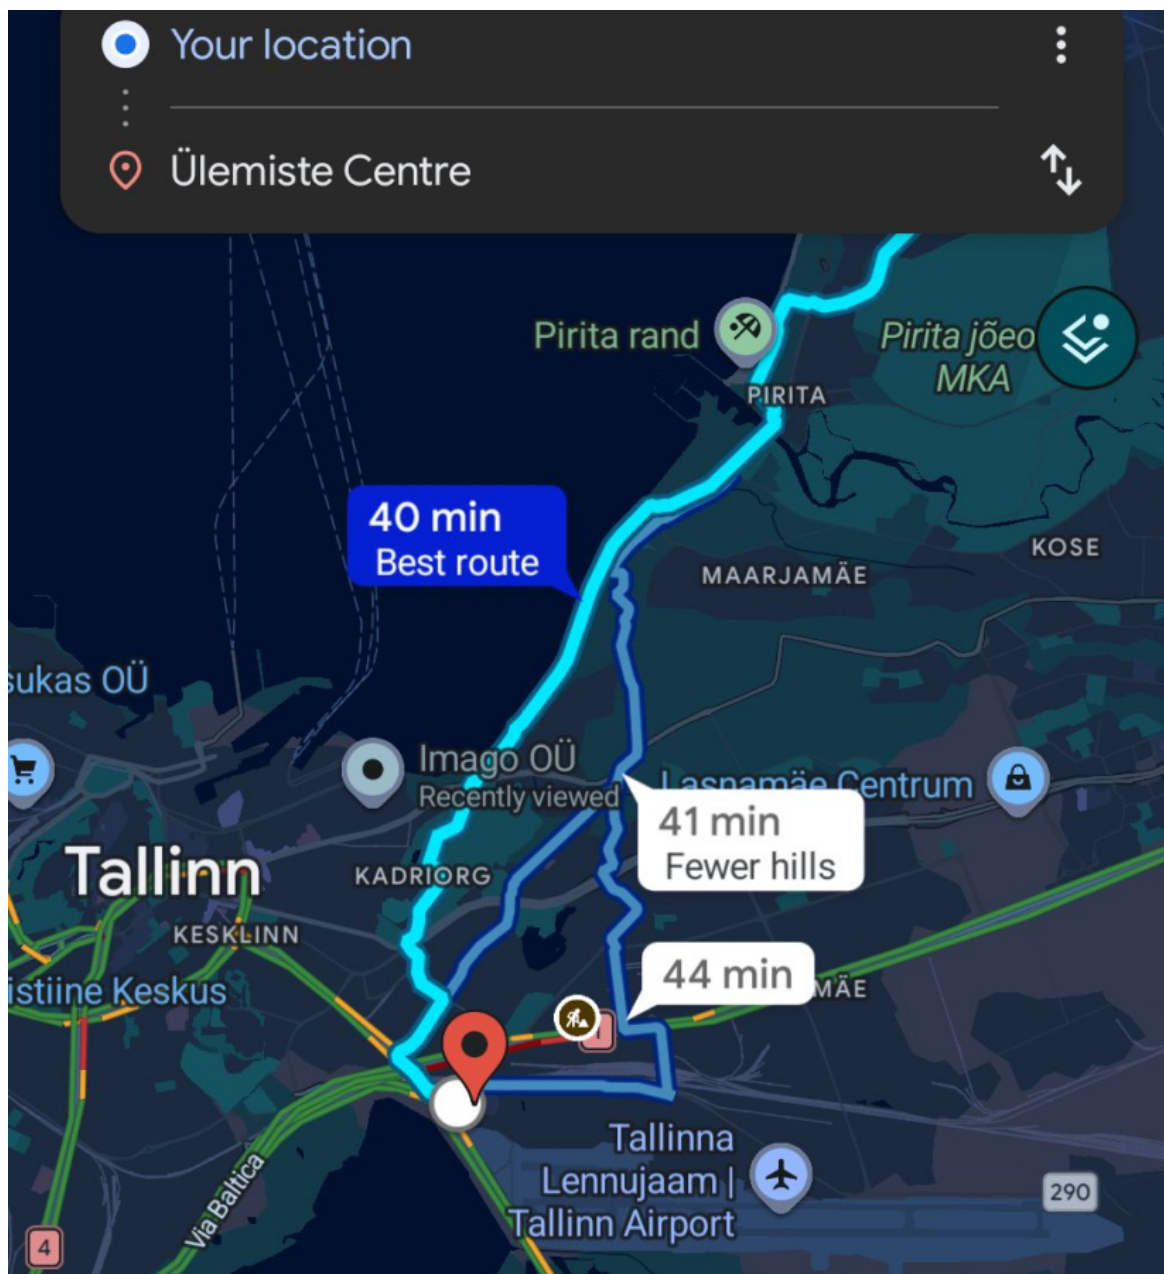 Your location
Ülemiste Centre
Pirita rand
Pirita jõeo
MKA
PIRITA
40 min
Best route
KOSE
MAARJAMÄE
sukas OÜ
Imago OÜ
Recently viewed
Lasnamäe Centrum
41 min
Fewer hills
Tallinn
KADRIORG
KESKLINN
istiine Keskus
44 min
MÄE
1
Tallinna
Lennujaam |
Tallinn Airport
Via Baltica
290
4